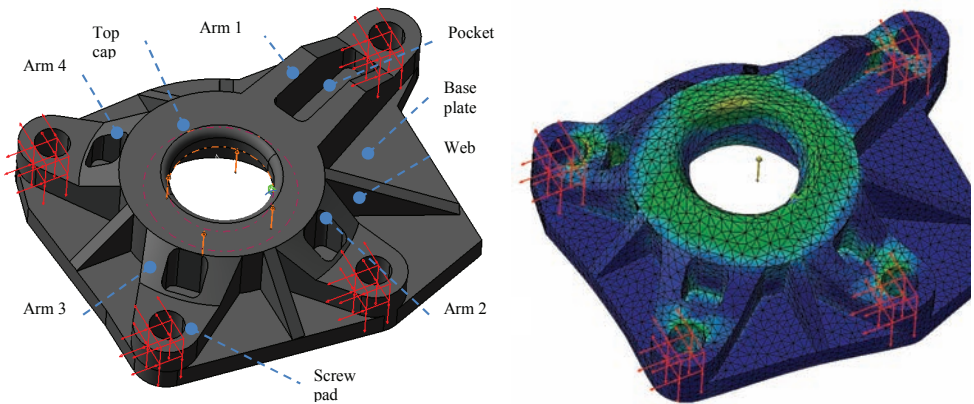 Top
cap
Arm 1
Pocket
Arm 4
Base
plate
Web
Arm 3
Arm 2
Screw
pad